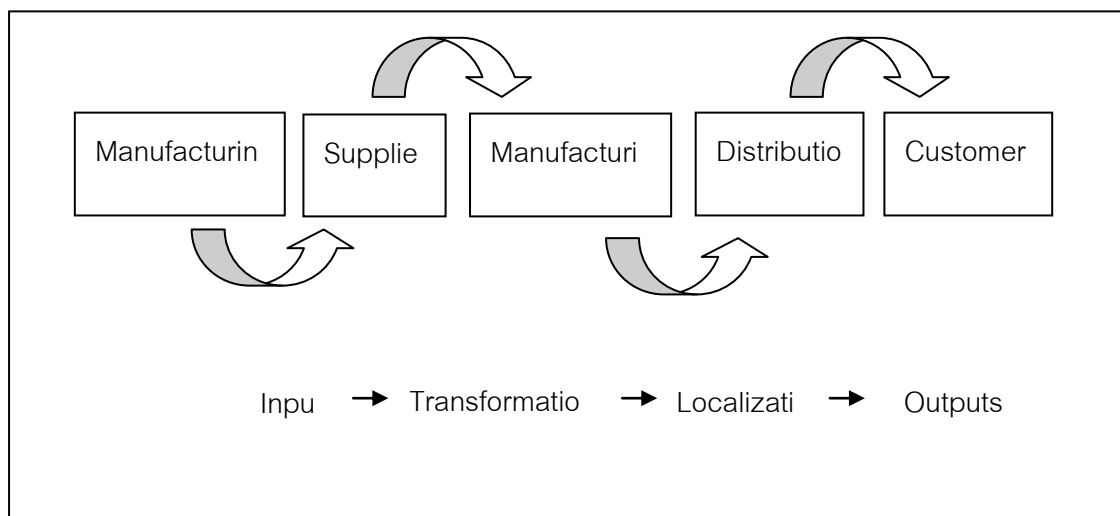 Manufacturin Supplie Manufacturi Distributio Customer
Inpu Transformatio Localizati Outputs